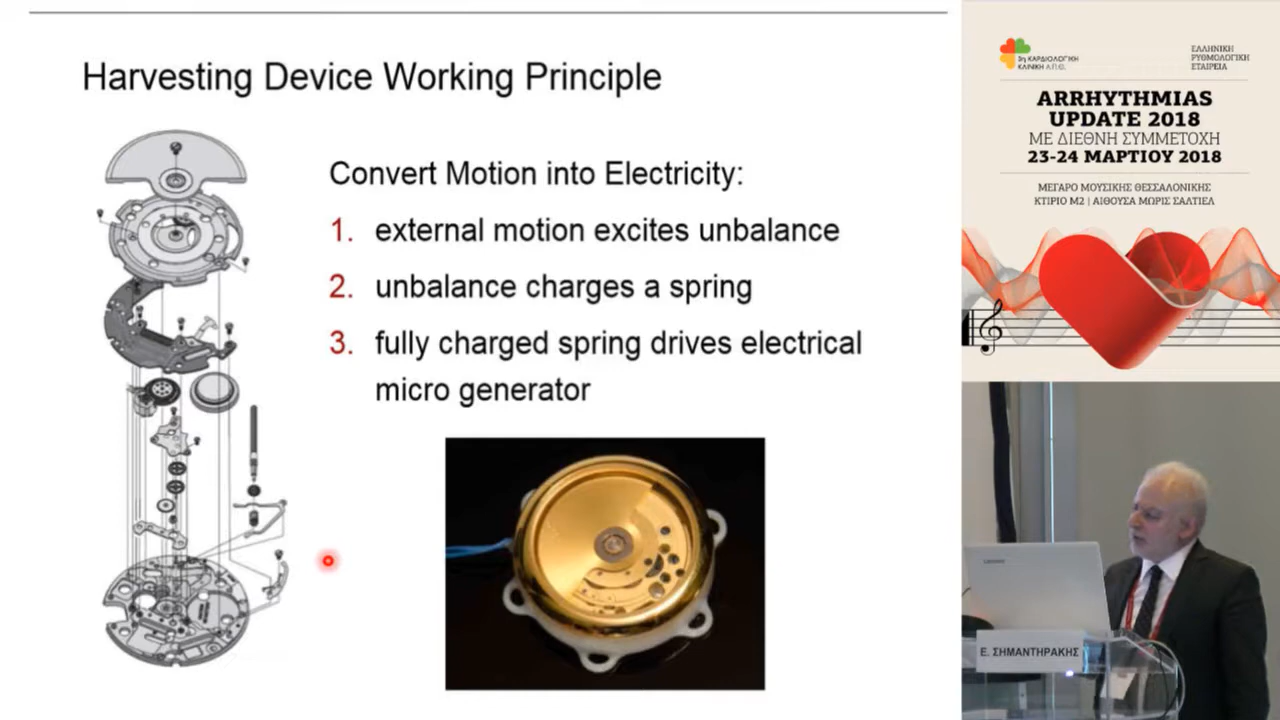 Harvesting Device Working Principle
Convert Motion into Electricity:
1. external motion excites unbalance
2. unbalance charges a spring
3. fully charged spring drives electrical
micro generator
3η ΚΑΡΔΙΟΛΟΓΙΚΗ
ΚΛΙΝΙΚΗ Α.Π.Θ.
ΕΛΛΗΝΙΚΗ
ΡΥΘΜΟΛΟΓΙΚΗ
ΕΤΑΙΡΕΙΑ
ARRHYTHMIAS
UPDATE 2018
ΜΕ ΔΙΕΘΝΗ ΣΥΜΜΕΤΟΧΗ
23-24 ΜΑΡΤΙΟΥ 2018
ΜΕΓΑΡΟ ΜΟΥΣΙΚΗΣ ΘΕΣΣΑΛΟΝΙΚΗΣ
ΚΤΙΡΙΟ Μ2 | ΑΙΘΟΥΣΑ ΜΩΡΙΣ ΣΑΛΤΙΕΛ
Lenovo
Ε. ΣΗΜΑΝΤΗΡΑΚΗΣ